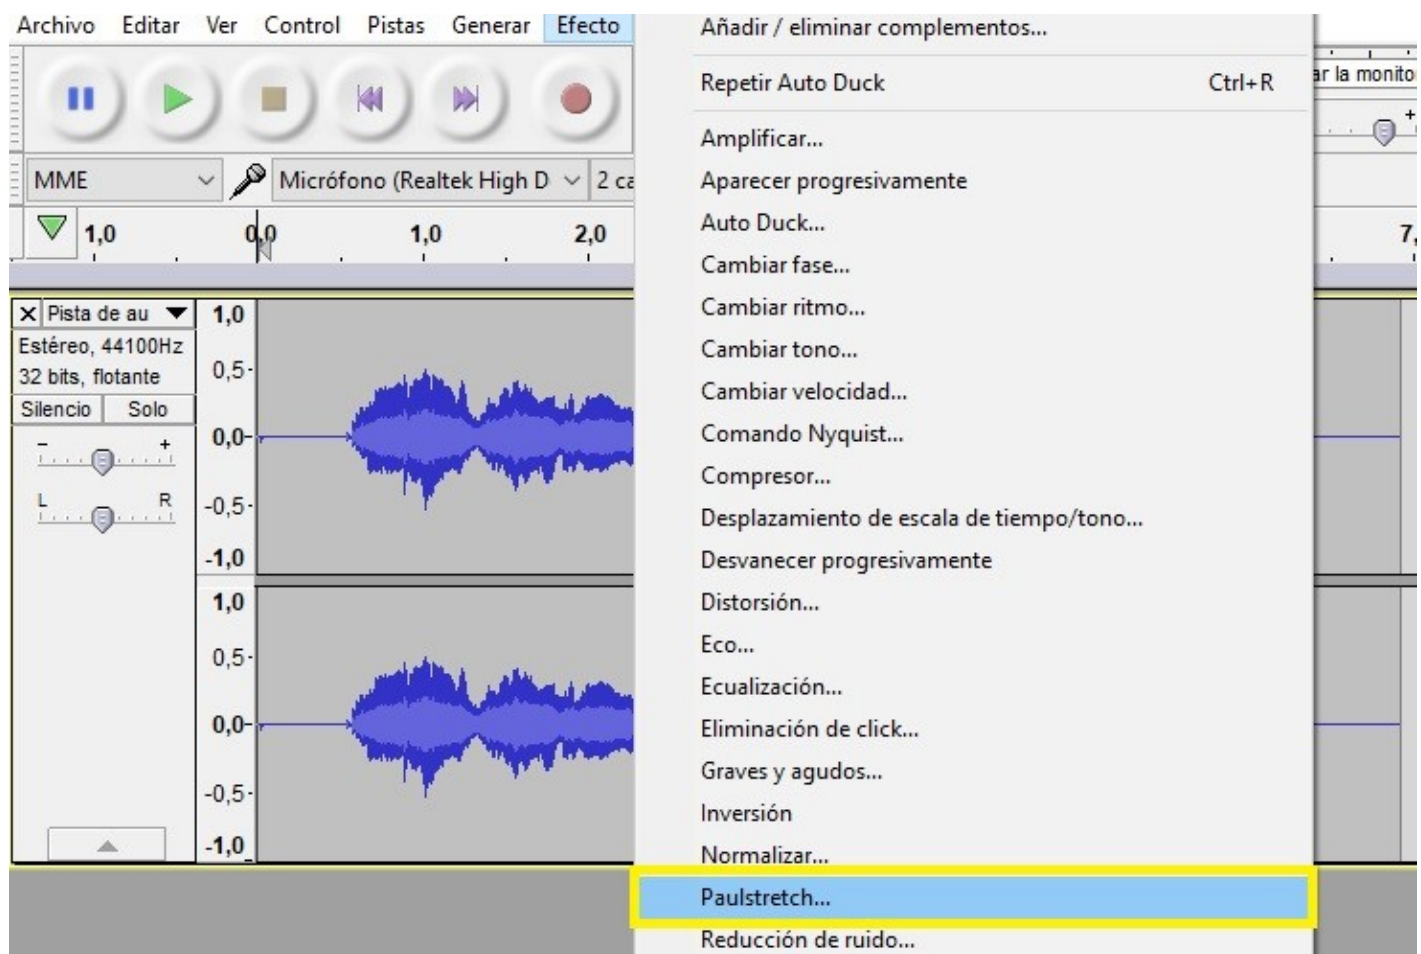 Archivo Editar Ver Control Pistas Generar Efecto
Añadir / eliminar complementos...
Repetir Auto Duck Ctrl+R
ar la monito
Amplificar...
MME Micrófono (Realtek High D 2 ca
Aparecer progresivamente
1,0 0,0 1,0 2,0 7,
Auto Duck...
Cambiar fase...
Cambiar ritmo...
Cambiar tono...
Cambiar velocidad...
Comando Nyquist...
Compresor...
Desplazamiento de escala de tiempo/tono...
Desvanecer progresivamente
Distorsión...
Eco...
Ecualización...
Eliminación de click...
Graves y agudos...
Inversión
Normalizar...
Paulstretch...
Reducción de ruido...
X Pista de au
Estéreo, 44100Hz
32 bits, flotante
Silencio Solo
- +
L R
1,0
0,5-
0,0-
-0,5-
-1,0
1,0
0,5-
0,0-
-0,5-
-1,0